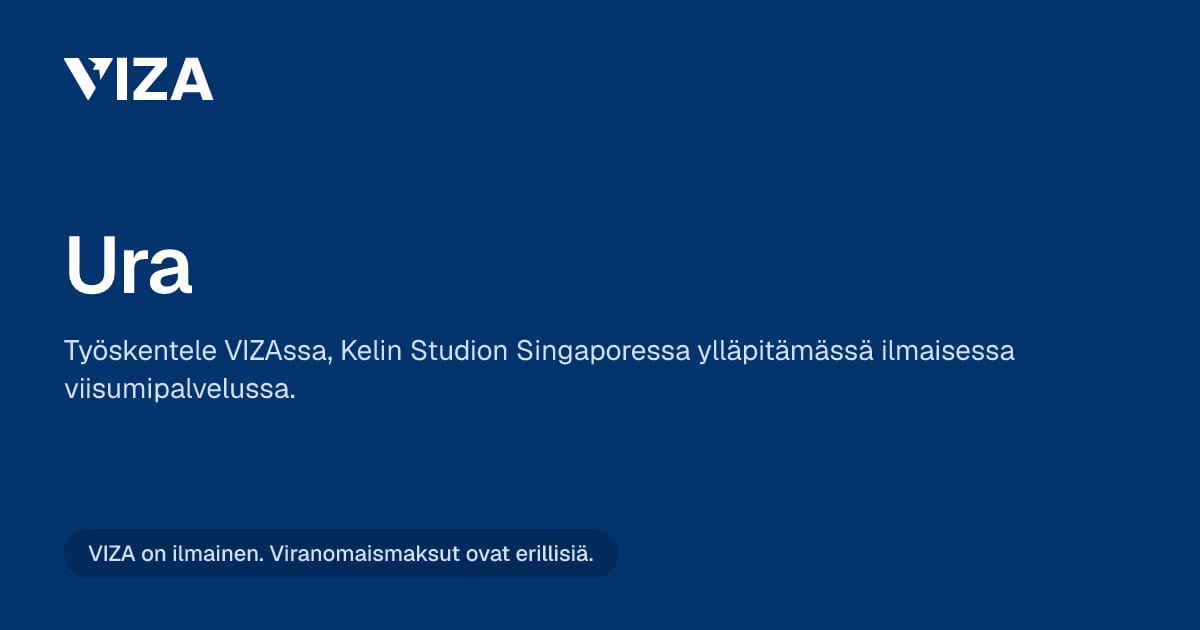 VIZA
Ura
Työskentele VIZAssa, Kelin Studion Singaporessa ylläpitämässä ilmaisessa
viisumipalvelussa.
VIZA on ilmainen. Viranomaismaksut ovat erillisiä.